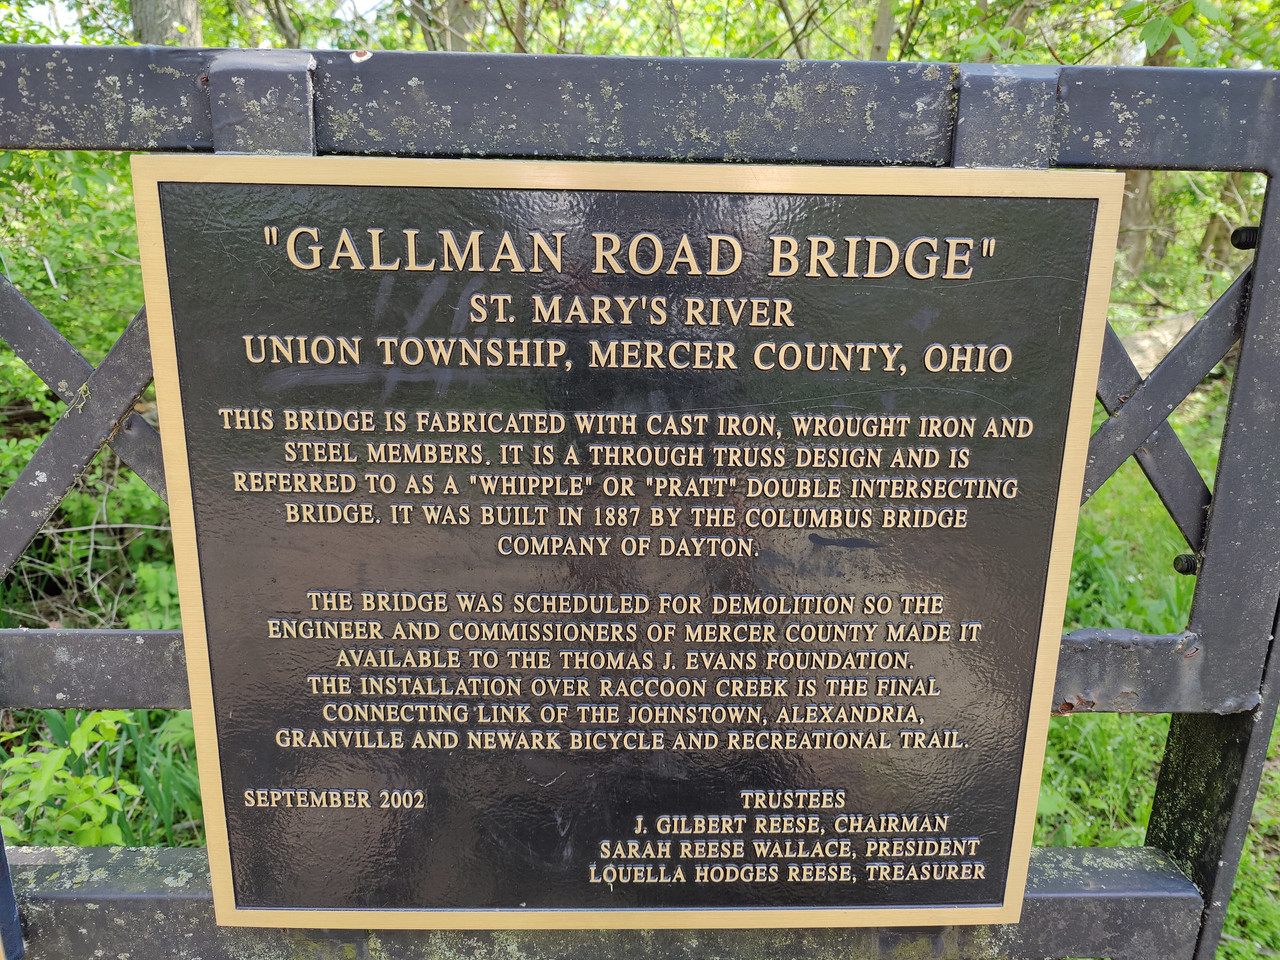 "GALLMAN ROAD BRIDGE"
ST. MARY'S RIVER
UNION TOWNSHIP, MERCER COUNTY, OHIO
THIS BRIDGE IS FABRICATED WITH CAST IRON, WROUGHT IRON AND
STEEL MEMBERS. IT IS A THROUGH TRUSS DESIGN AND IS
REFERRED TO AS A "WHIPPLE" OR "PRATT" DOUBLE INTERSECTING
BRIDGE. IT WAS BUILT IN 1887 BY THE COLUMBUS BRIDGE
COMPANY OF DAYTON.
THE BRIDGE WAS SCHEDULED FOR DEMOLITION SO THE
ENGINEER AND COMMISSIONERS OF MERCER COUNTY MADE IT
AVAILABLE TO THE THOMAS J. EVANS FOUNDATION.
THE INSTALLATION OVER RACCOON CREEK IS THE FINAL
CONNECTING LINK OF THE JOHNSTOWN, ALEXANDRIA,
GRANVILLE AND NEWARK BICYCLE AND RECREATIONAL TRAIL.
SEPTEMBER 2002
TRUSTEES
J. GILBERT REESE, CHAIRMAN
SARAH REESE WALLACE, PRESIDENT
LOUELLA HODGES REESE, TREASURER